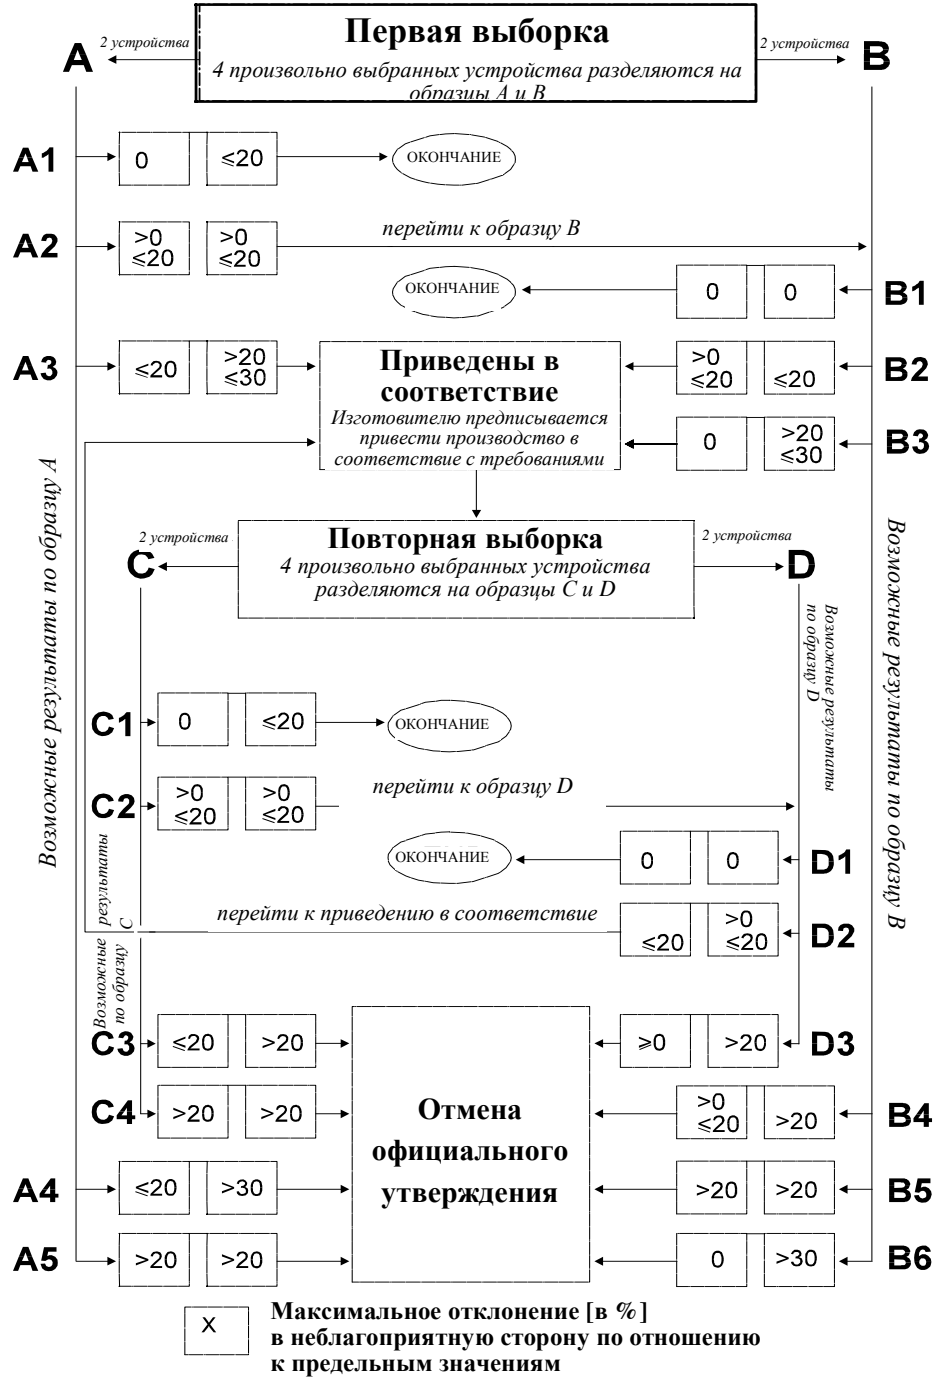 Первая выборка
4 произвольно выбранных устройства разделяются на
образцы А и В
A
2 устройства
2 устройства
B
A1
0
≤20
ОКОНЧАНИЕ
A2
>0
≤20
>0
≤20
перейти к образцу В
ОКОНЧАНИЕ
0
0
B1
A3
≤20
>20
≤30
Приведены в
соответствие
Изготовителю предписывается
привести производство в
соответствие с требованиями
>0
≤20
≤20
B2
0
>20
≤30
B3
Возможные результаты по образцу А
Возможные результаты по образцу В
2 устройства
C
Повторная выборка
4 произвольно выбранных устройства
разделяются на образцы С и D
2 устройства
D
Возможные результаты
по образцу D
C1
0
≤20
ОКОНЧАНИЕ
C2
>0
≤20
>0
≤20
перейти к образцу D
ОКОНЧАНИЕ
0
0
D1
перейти к приведению в соответствие
≤20
>0
≤20
D2
Возможные результаты
по образцу С
C3
≤20
>20
≥0
>20
D3
C4
>20
>20
Отмена
официального
утверждения
>0
≤20
>20
B4
A4
≤20
>30
>20
>20
B5
A5
>20
>20
0
>30
B6
X
Максимальное отклонение [в %]
в неблагоприятную сторону по отношению
к предельным значениям